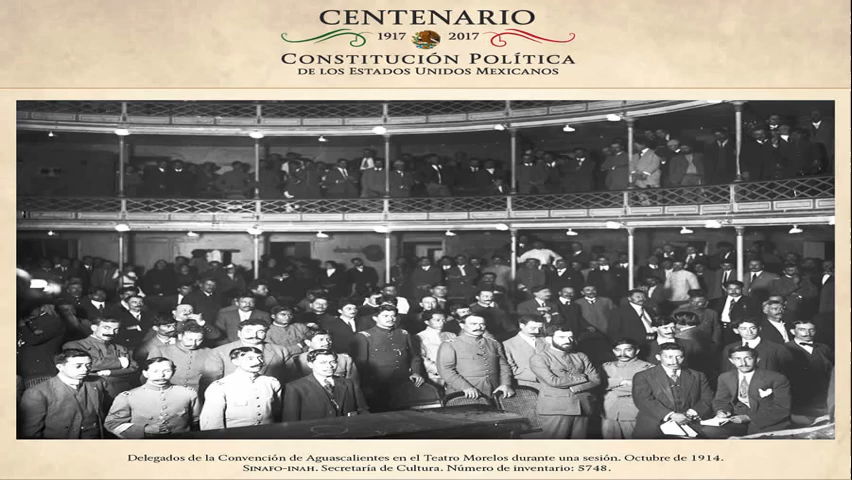 CENTENARIO
1917 2017
CONSTITUCIÓN POLÍTICA
DE LOS ESTADOS UNIDOS MEXICANOS
Delegados de la Convención de Aguascalientes en el Teatro Morelos durante una sesión. Octubre de 1914.
SINAFO-INAH. Secretaría de Cultura. Número de inventario: 5748.